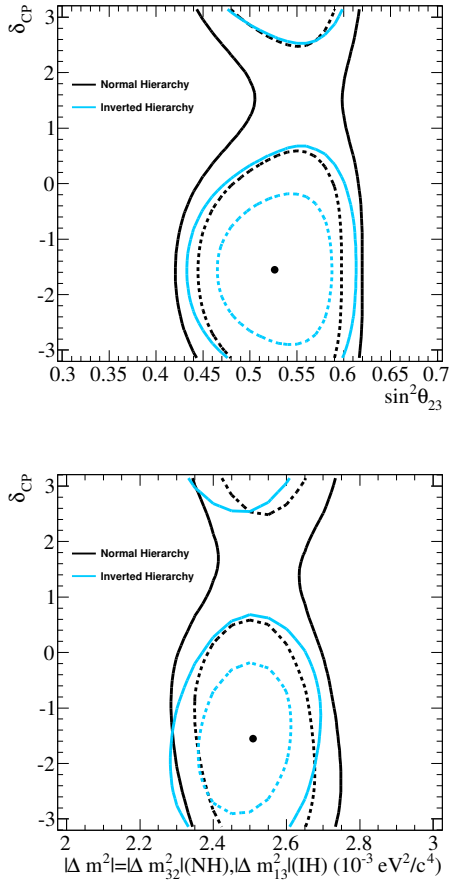 δCP
3
2
1
0
-1
-2
-3
Normal Hierarchy
Inverted Hierarchy
0.3 0.35 0.4 0.45 0.5 0.55 0.6 0.65 0.7
sin²θ₂₃
δCP
3
2
1
0
-1
-2
-3
Normal Hierarchy
Inverted Hierarchy
2 2.2 2.4 2.6 2.8 3
|Δ m²|=|Δ m²₃₂|(NH),|Δ m²₁₃|(IH) (10⁻³ eV²/c⁴)